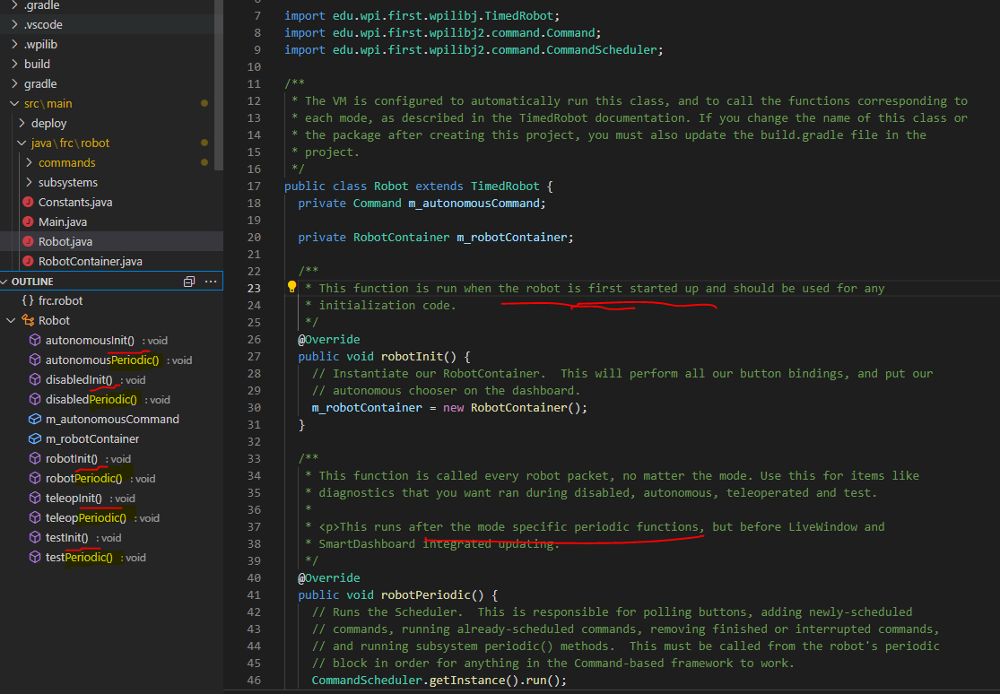 .gradle
.vscode
.wpilib
build
gradle
src\main
deploy
java\frc\robot
commands
subsystems
J Constants.java
J Main.java
J Robot.java
J RobotContainer.java
OUTLINE ...
{} frc.robot
Robot
autonomousInit() : void
autonomousPeriodic() : void
disabledInit() : void
disabledPeriodic() : void
m_autonomousCommand
m_robotContainer
robotInit() : void
robotPeriodic() : void
teleopInit() : void
teleopPeriodic() : void
testInit() : void
testPeriodic() : void
7 import edu.wpi.first.wpilibj.TimedRobot;
8 import edu.wpi.first.wpilibj2.command.Command;
9 import edu.wpi.first.wpilibj2.command.CommandScheduler;
10
11 /**
12 * The VM is configured to automatically run this class, and to call the functions corresponding to
13 * each mode, as described in the TimedRobot documentation. If you change the name of this class or
14 * the package after creating this project, you must also update the build.gradle file in the
15 * project.
16 */
17 public class Robot extends TimedRobot {
18 private Command m_autonomousCommand;
19
20 private RobotContainer m_robotContainer;
21
22 /**
23 * This function is run when the robot is first started up and should be used for any
24 * initialization code.
25 */
26 @Override
27 public void robotInit() {
28 // Instantiate our RobotContainer.  This will perform all our button bindings, and put our
29 // autonomous chooser on the dashboard.
30 m_robotContainer = new RobotContainer();
31 }
32
33 /**
34 * This function is called every robot packet, no matter the mode. Use this for items like
35 * diagnostics that you want ran during disabled, autonomous, teleoperated and test.
36 *
37 * <p>This runs after the mode specific periodic functions, but before LiveWindow and
38 * SmartDashboard integrated updating.
39 */
40 @Override
41 public void robotPeriodic() {
42 // Runs the Scheduler.  This is responsible for polling buttons, adding newly-scheduled
43 // commands, running already-scheduled commands, removing finished or interrupted commands,
44 // and running subsystem periodic() methods.  This must be called from the robot's periodic
45 // block in order for anything in the Command-based framework to work.
46 CommandScheduler.getInstance().run();